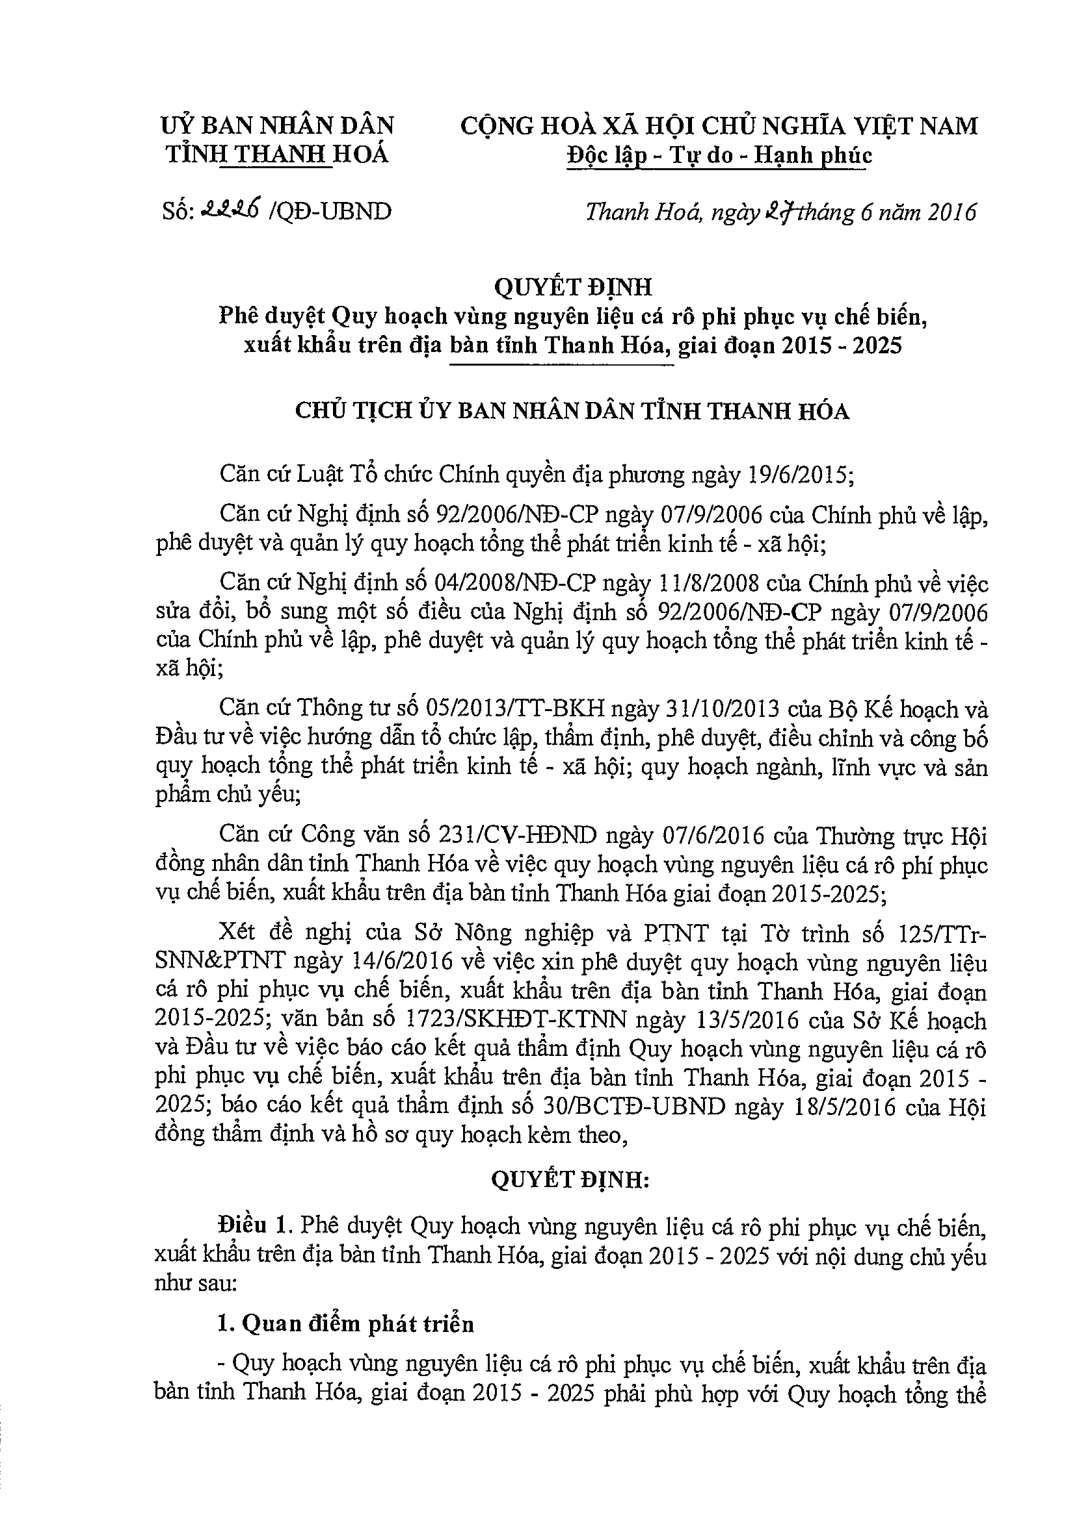 UỶ BAN NHÂN DÂN
TỈNH THANH HOÁ
CỘNG HOÀ XÃ HỘI CHỦ NGHĨA VIỆT NAM
Độc lập - Tự do - Hạnh phúc
Số: 2226 /QĐ-UBND
Thanh Hoá, ngày 27 tháng 6 năm 2016
QUYẾT ĐỊNH
Phê duyệt Quy hoạch vùng nguyên liệu cá rô phi phục vụ chế biến,
xuất khẩu trên địa bàn tỉnh Thanh Hóa, giai đoạn 2015 - 2025
CHỦ TỊCH ỦY BAN NHÂN DÂN TỈNH THANH HÓA
Căn cứ Luật Tổ chức Chính quyền địa phương ngày 19/6/2015;
Căn cứ Nghị định số 92/2006/NĐ-CP ngày 07/9/2006 của Chính phủ về lập,
phê duyệt và quản lý quy hoạch tổng thể phát triển kinh tế - xã hội;
Căn cứ Nghị định số 04/2008/NĐ-CP ngày 11/8/2008 của Chính phủ về việc
sửa đổi, bổ sung một số điều của Nghị định số 92/2006/NĐ-CP ngày 07/9/2006
của Chính phủ về lập, phê duyệt và quản lý quy hoạch tổng thể phát triển kinh tế -
xã hội;
Căn cứ Thông tư số 05/2013/TT-BKH ngày 31/10/2013 của Bộ Kế hoạch và
Đầu tư về việc hướng dẫn tổ chức lập, thẩm định, phê duyệt, điều chỉnh và công bố
quy hoạch tổng thể phát triển kinh tế - xã hội; quy hoạch ngành, lĩnh vực và sản
phẩm chủ yếu;
Căn cứ Công văn số 231/CV-HĐND ngày 07/6/2016 của Thường trực Hội
đồng nhân dân tỉnh Thanh Hóa về việc quy hoạch vùng nguyên liệu cá rô phí phục
vụ chế biến, xuất khẩu trên địa bàn tỉnh Thanh Hóa giai đoạn 2015-2025;
Xét đề nghị của Sở Nông nghiệp và PTNT tại Tờ trình số 125/TTr-
SNN&PTNT ngày 14/6/2016 về việc xin phê duyệt quy hoạch vùng nguyên liệu
cá rô phi phục vụ chế biến, xuất khẩu trên địa bàn tỉnh Thanh Hóa, giai đoạn
2015-2025; văn bản số 1723/SKHĐT-KTNN ngày 13/5/2016 của Sở Kế hoạch
và Đầu tư về việc báo cáo kết quả thẩm định Quy hoạch vùng nguyên liệu cá rô
phi phục vụ chế biến, xuất khẩu trên địa bàn tỉnh Thanh Hóa, giai đoạn 2015 -
2025; báo cáo kết quả thẩm định số 30/BCTĐ-UBND ngày 18/5/2016 của Hội
đồng thẩm định và hồ sơ quy hoạch kèm theo,
QUYẾT ĐỊNH:
Điều 1. Phê duyệt Quy hoạch vùng nguyên liệu cá rô phi phục vụ chế biến,
xuất khẩu trên địa bàn tỉnh Thanh Hóa, giai đoạn 2015 - 2025 với nội dung chủ yếu
như sau:
1. Quan điểm phát triển
- Quy hoạch vùng nguyên liệu cá rô phi phục vụ chế biến, xuất khẩu trên địa
bàn tỉnh Thanh Hóa, giai đoạn 2015 - 2025 phải phù hợp với Quy hoạch tổng thể